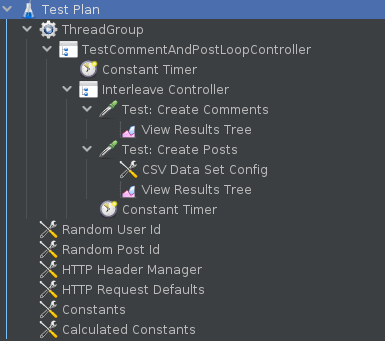 Test Plan
ThreadGroup
TestCommentAndPostLoopController
Constant Timer
Interleave Controller
Test: Create Comments
View Results Tree
Test: Create Posts
CSV Data Set Config
View Results Tree
Constant Timer
Random User Id
Random Post Id
HTTP Header Manager
HTTP Request Defaults
Constants
Calculated Constants